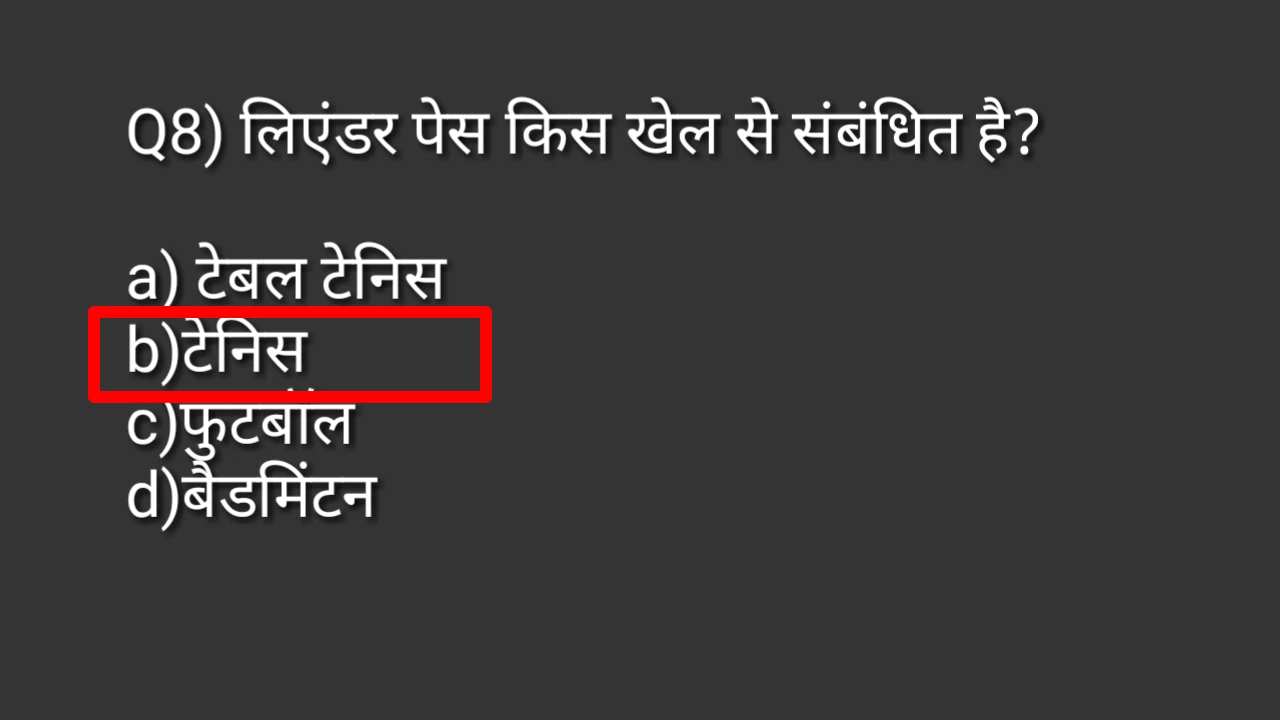 Q8) लिएंडर पेस किस खेल से संबंधित है?
a) टेबल टेनिस
b)टेनिस
c)फुटबॉल
d)बैडमिंटन